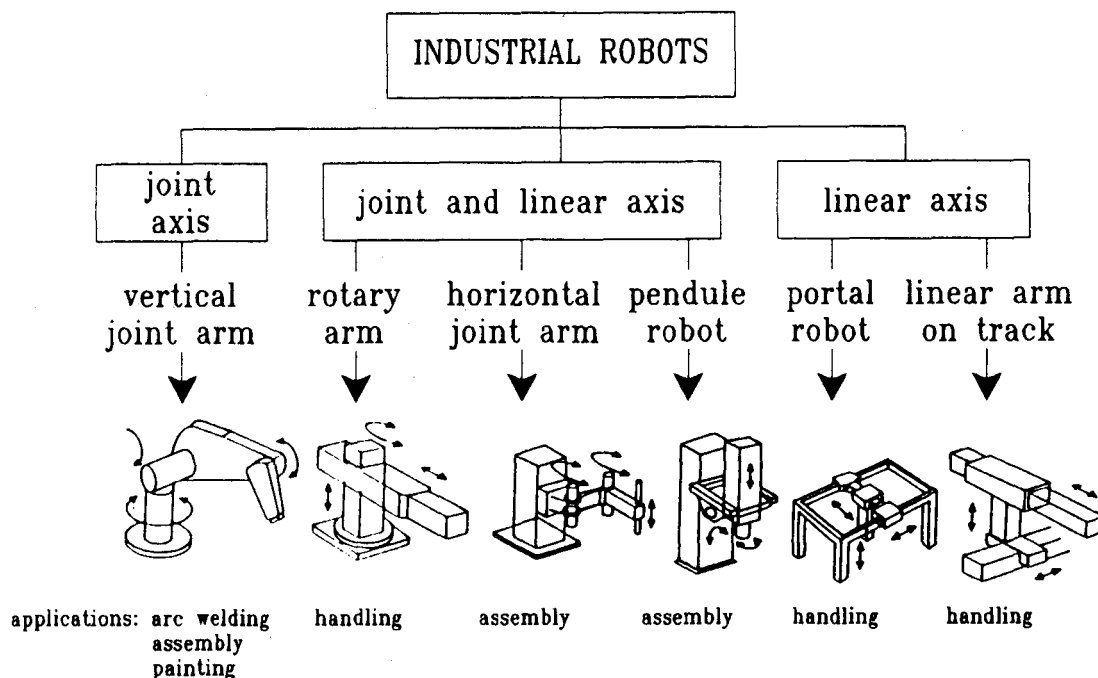 INDUSTRIAL ROBOTS
joint
axis
joint and linear axis
linear axis
vertical
joint arm
rotary
arm
horizontal
joint arm
pendule
robot
portal
robot
linear arm
on track
applications: arc welding
assembly
painting
handling
assembly
assembly
handling
handling